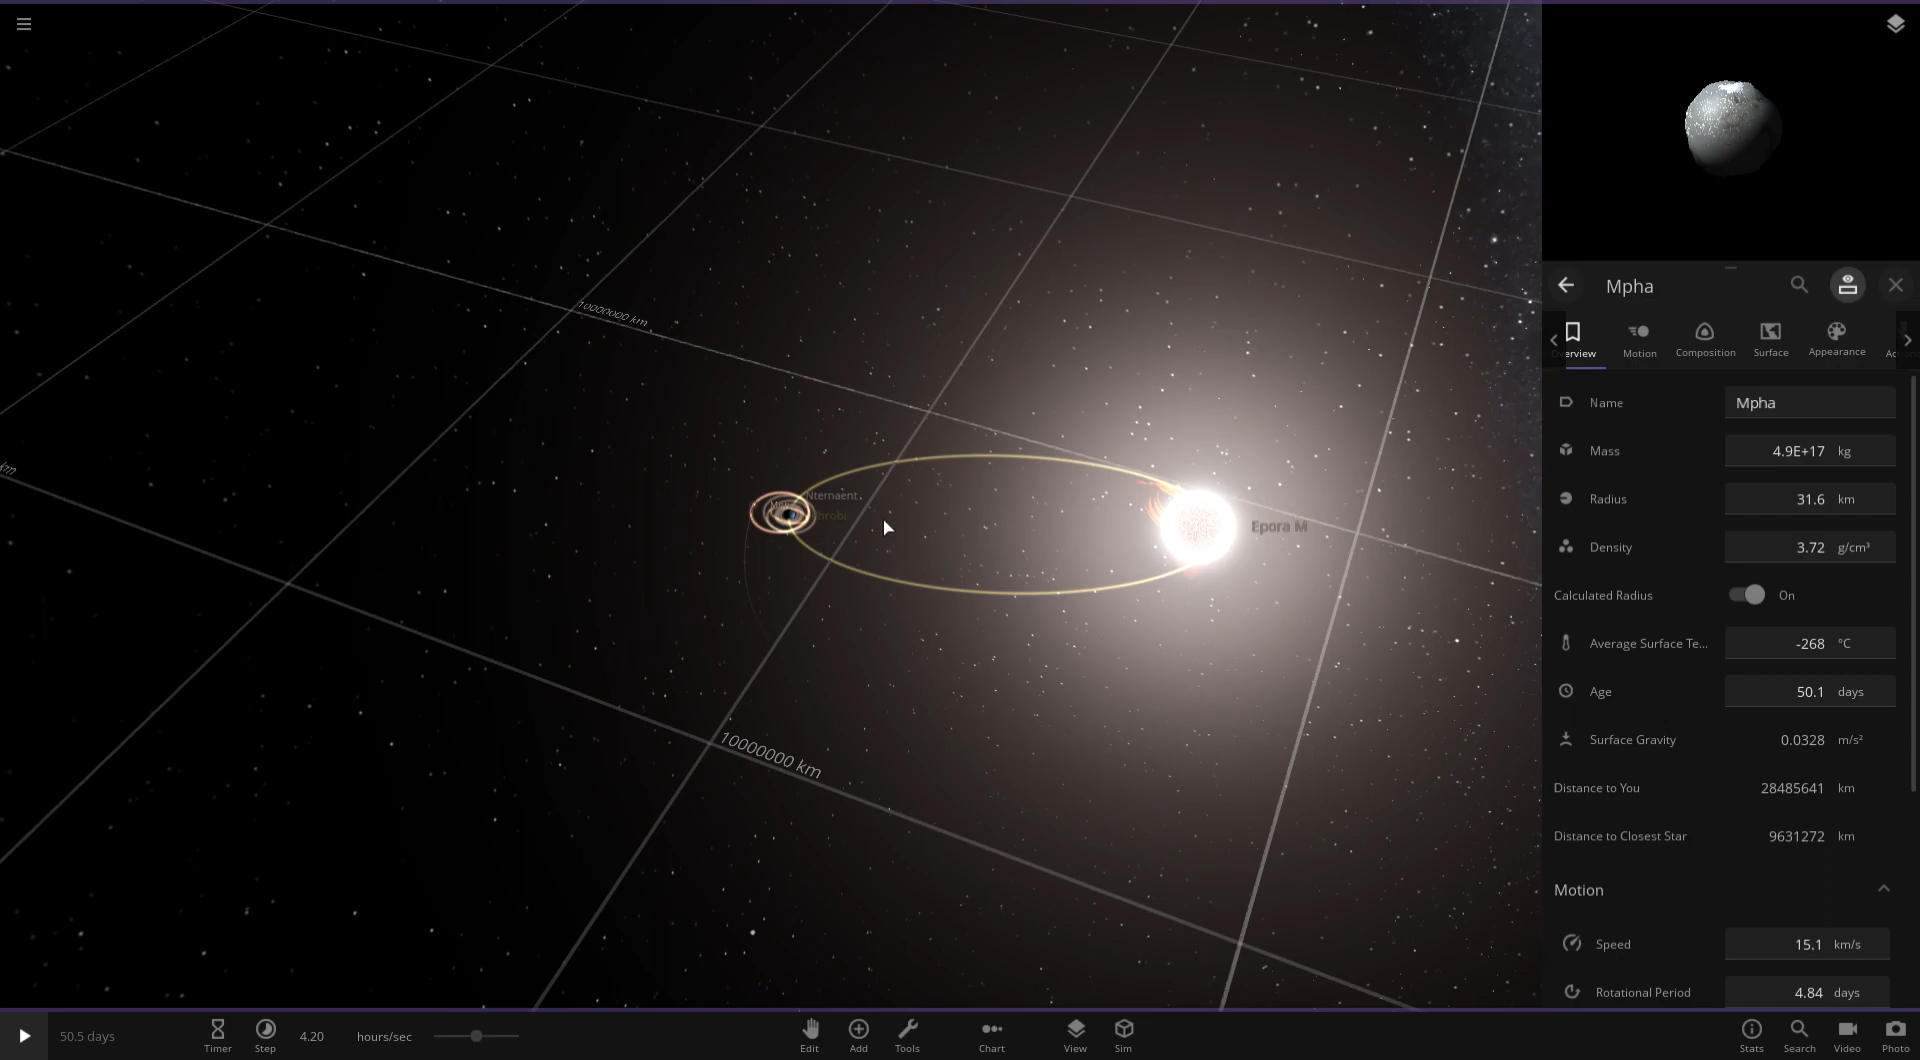 Mpha
Overview
Motion
Composition
Surface
Appearance
Name
Mpha
Mass
4.9E+17 kg
Radius
31.6 km
Density
3.72 g/cm³
Calculated Radius
On
Average Surface Te...
-268 °C
Age
50.1 days
Surface Gravity
0.0328 m/s²
Distance to You
28485641 km
Distance to Closest Star
9631272 km
Motion
Speed
15.1 km/s
Rotational Period
4.84 days
10000000 km
km
Nternaent
Epora M
10000000 km
50.5 days
Timer
Step
4.20 hours/sec
Edit
Add
Tools
Chart
View
Sim
Stats
Search
Video
Photo